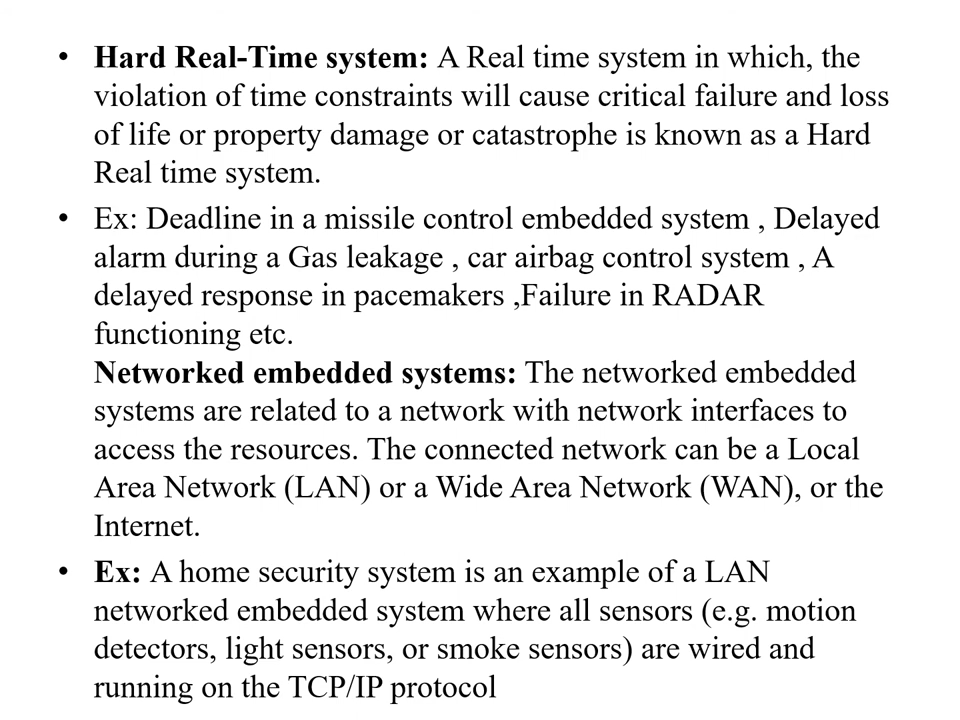 • Hard Real-Time system: A Real time system in which, the
violation of time constraints will cause critical failure and loss
of life or property damage or catastrophe is known as a Hard
Real time system.
• Ex: Deadline in a missile control embedded system , Delayed
alarm during a Gas leakage , car airbag control system , A
delayed response in pacemakers ,Failure in RADAR
functioning etc.
Networked embedded systems: The networked embedded
systems are related to a network with network interfaces to
access the resources. The connected network can be a Local
Area Network (LAN) or a Wide Area Network (WAN), or the
Internet.
• Ex: A home security system is an example of a LAN
networked embedded system where all sensors (e.g. motion
detectors, light sensors, or smoke sensors) are wired and
running on the TCP/IP protocol